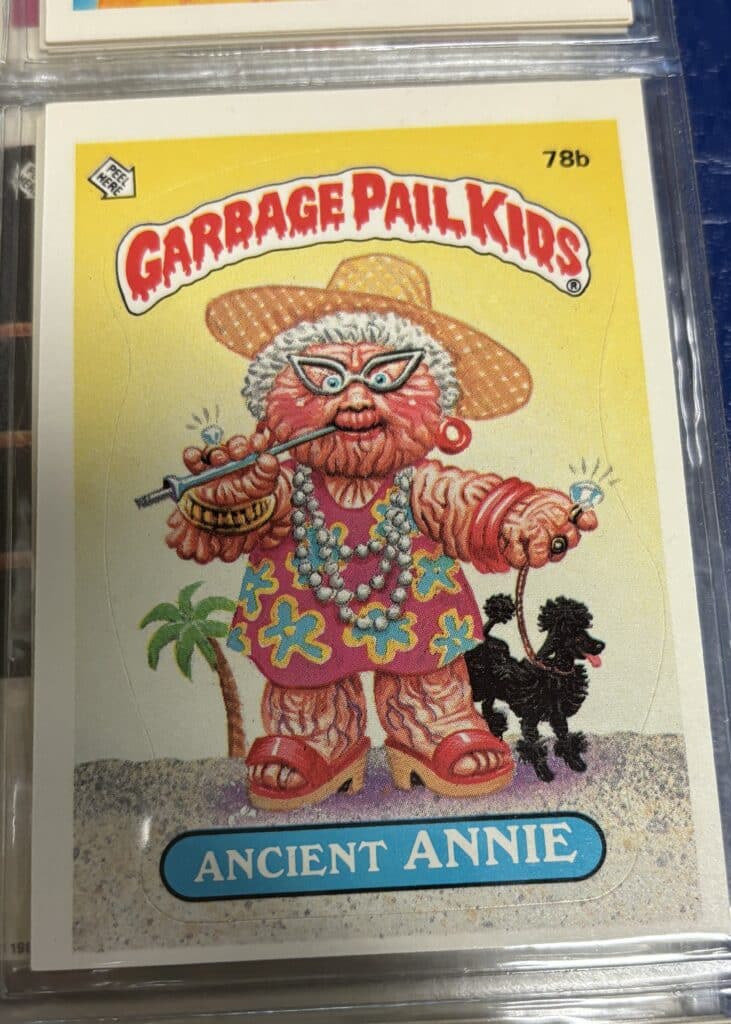 PEEL
HERE
78b
GARBAGE PAIL KIDS®
ANCIENT ANNIE